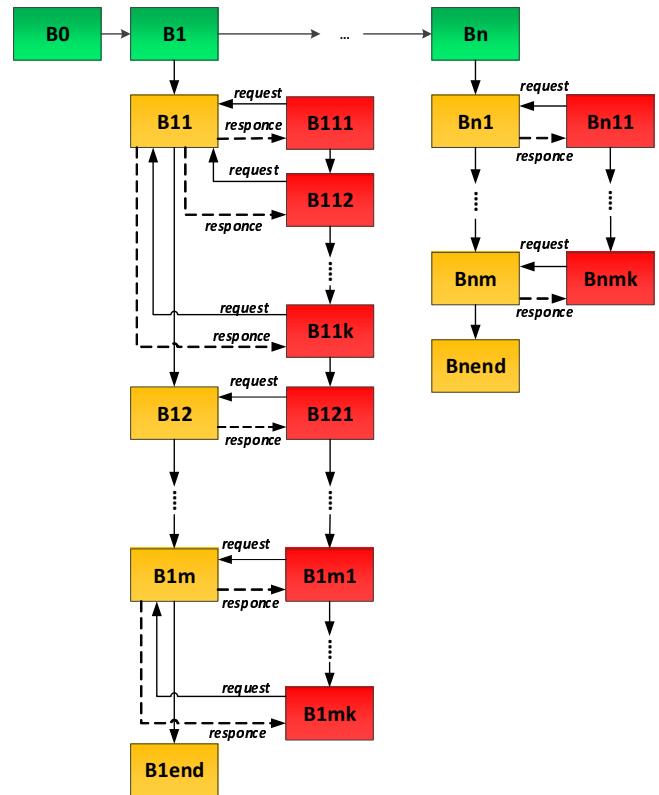 B0
B1
...
Bn
B11
request
B111
responce
request
B112
responce
request
B11k
responce
B12
request
B121
responce
B1m
request
B1m1
responce
request
B1mk
responce
B1end
Bn1
request
Bn11
responce
Bnm
request
Bnmk
responce
Bnend